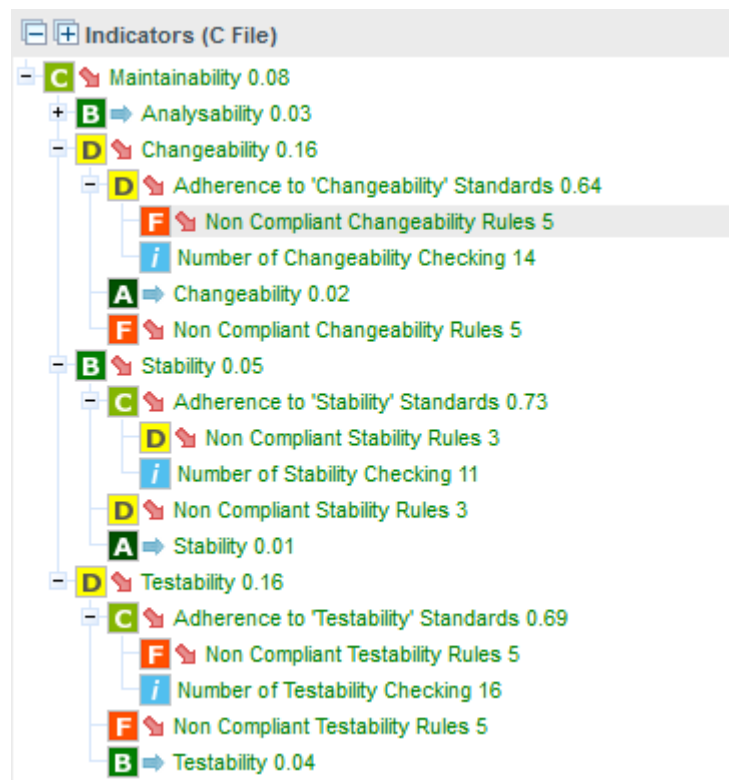 Indicators (C File)
C Maintainability 0.08
B Analysability 0.03
D Changeability 0.16
D Adherence to 'Changeability' Standards 0.64
F Non Compliant Changeability Rules 5
i Number of Changeability Checking 14
A Changeability 0.02
F Non Compliant Changeability Rules 5
B Stability 0.05
C Adherence to 'Stability' Standards 0.73
D Non Compliant Stability Rules 3
i Number of Stability Checking 11
D Non Compliant Stability Rules 3
A Stability 0.01
D Testability 0.16
C Adherence to 'Testability' Standards 0.69
F Non Compliant Testability Rules 5
i Number of Testability Checking 16
F Non Compliant Testability Rules 5
B Testability 0.04